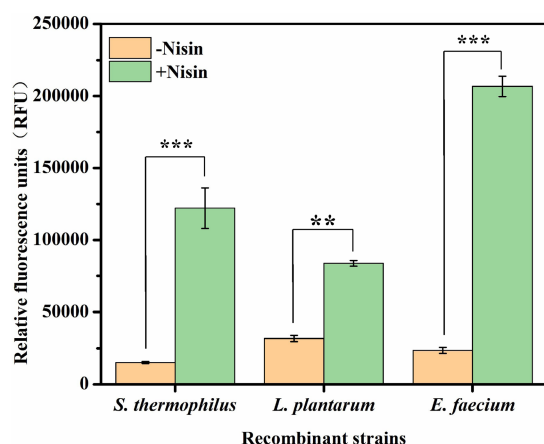 Relative fluorescence units（RFU）
250000
200000
150000
100000
50000
0
-Nisin
+Nisin
***
**
***
S. thermophilus L. plantarum E. faecium
Recombinant strains